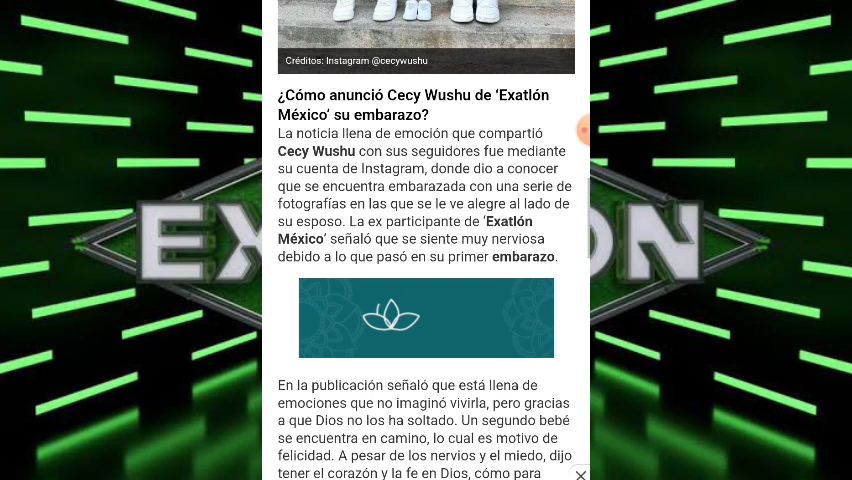 Créditos: Instagram @cecywushu
¿Cómo anunció Cecy Wushu de ‘Exatlón
México’ su embarazo?
La noticia llena de emoción que compartió
Cecy Wushu con sus seguidores fue mediante
su cuenta de Instagram, donde dio a conocer
que se encuentra embarazada con una serie de
fotografías en las que se le ve alegre al lado de
su esposo. La ex participante de ‘Exatlón
México’ señaló que se siente muy nerviosa
debido a lo que pasó en su primer embarazo.
EX
ON
En la publicación señaló que está llena de
emociones que no imaginó vivirla, pero gracias
a que Dios no los ha soltado. Un segundo bebé
se encuentra en camino, lo cual es motivo de
felicidad. A pesar de los nervios y el miedo, dijo
tener el corazón y la fe en Dios, cómo para